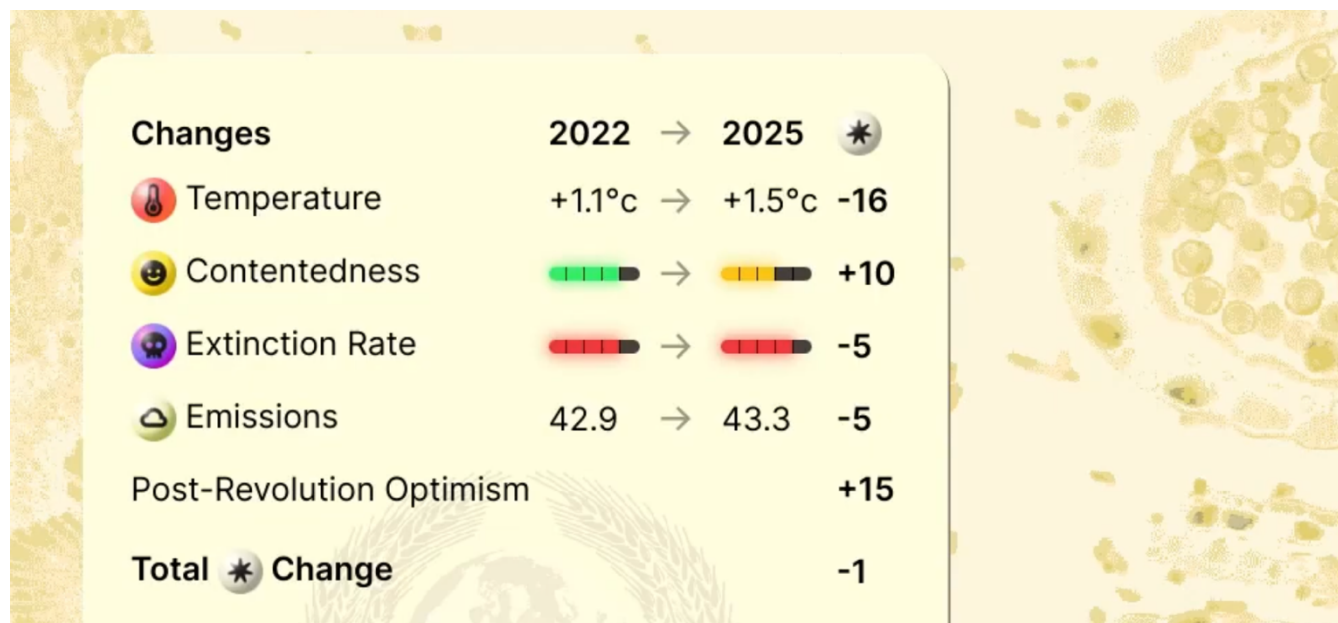 Changes 2022 → 2025
Temperature +1.1°c → +1.5°c -16
Contentedness → +10
Extinction Rate → -5
Emissions 42.9 → 43.3 -5
Post-Revolution Optimism +15
Total Change -1